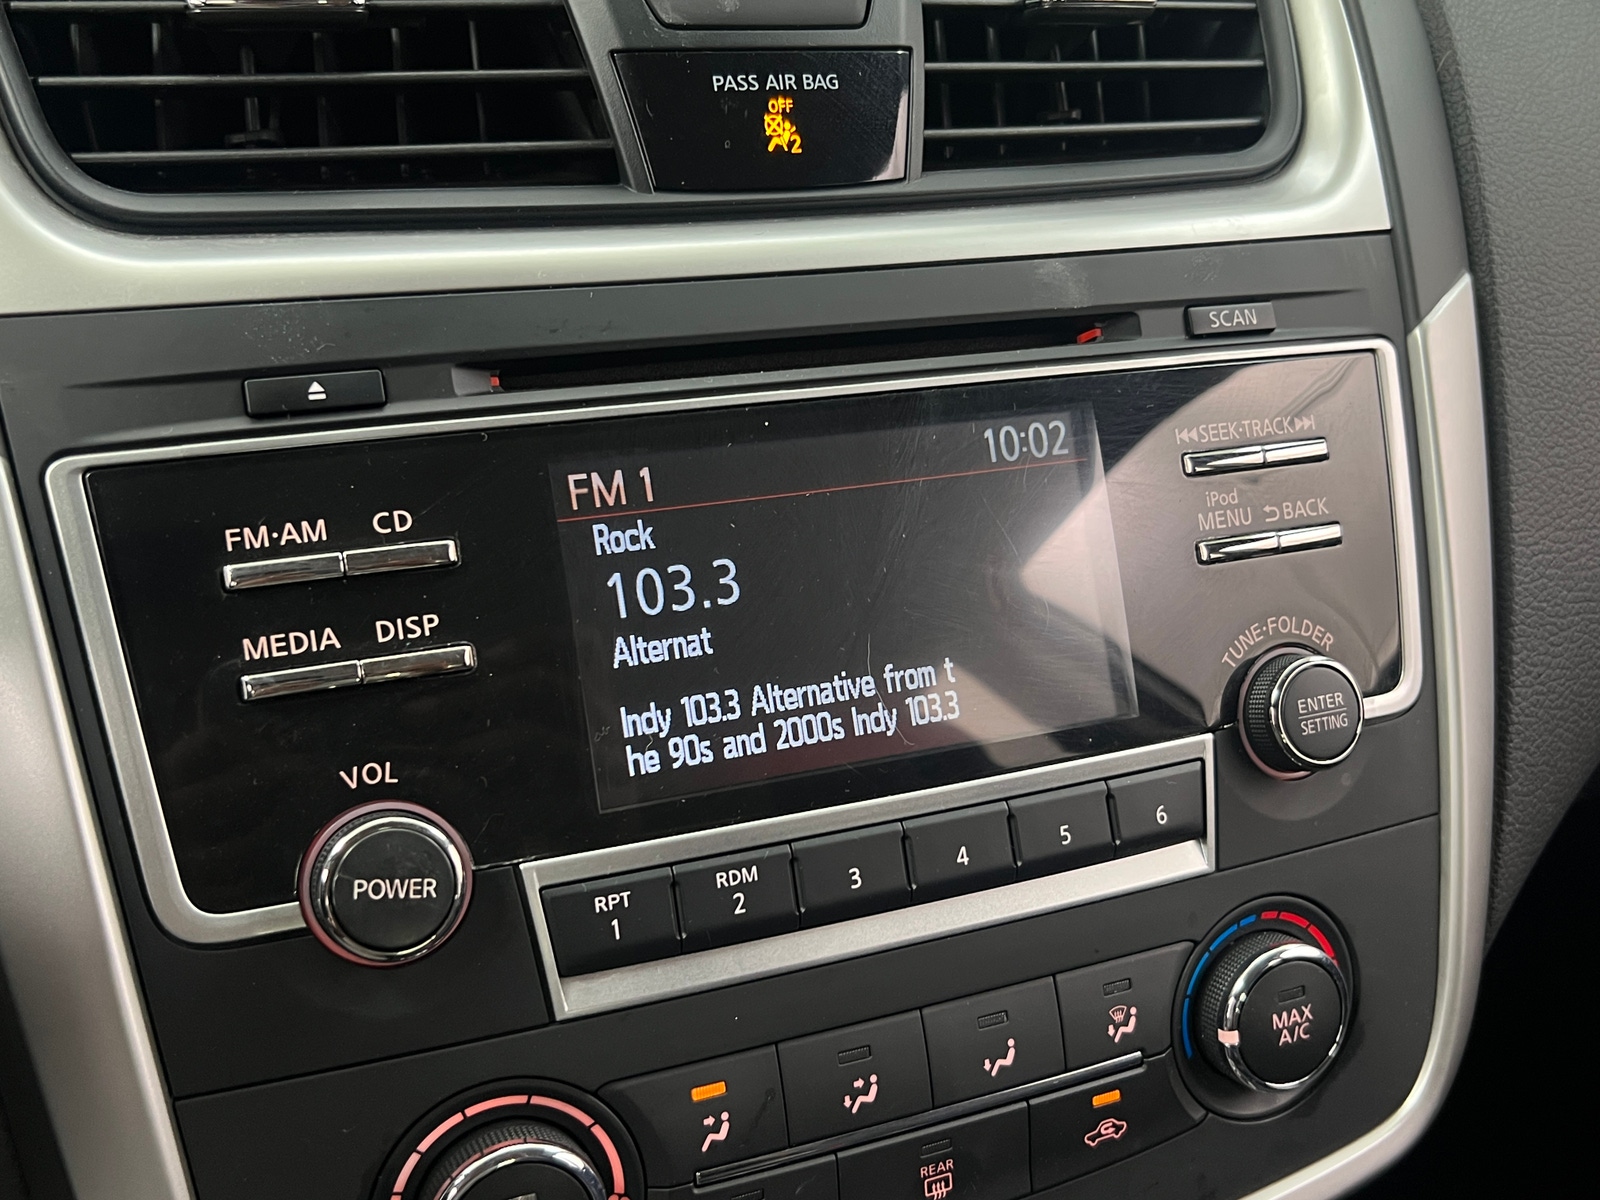 PASS AIR BAG
OFF
2
SCAN
SEEK·TRACK
10:02
FM 1
iPod
MENU BACK
FM·AM CD
Rock
103.3
MEDIA DISP
Alternat
TUNE·FOLDER
Indy 103.3 Alternative from t
he 90s and 2000s Indy 103.3
ENTER
SETTING
VOL
POWER
RPT
1
RDM
2
3
4
5
6
MAX
A/C
REAR